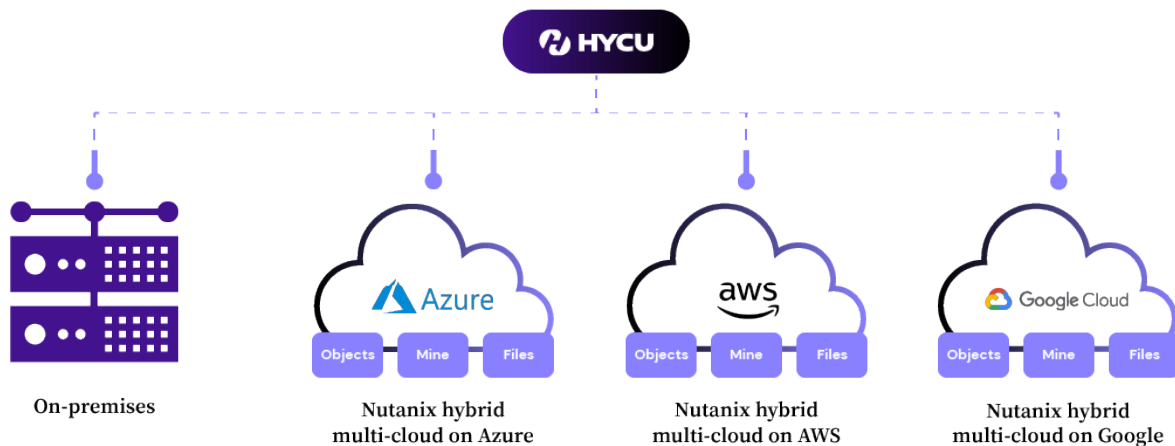 HYCU
Azure
aws
Google Cloud
Objects
Mine
Files
Objects
Mine
Files
Objects
Mine
Files
On-premises
Nutanix hybrid
multi-cloud on Azure
Nutanix hybrid
multi-cloud on AWS
Nutanix hybrid
multi-cloud on Google